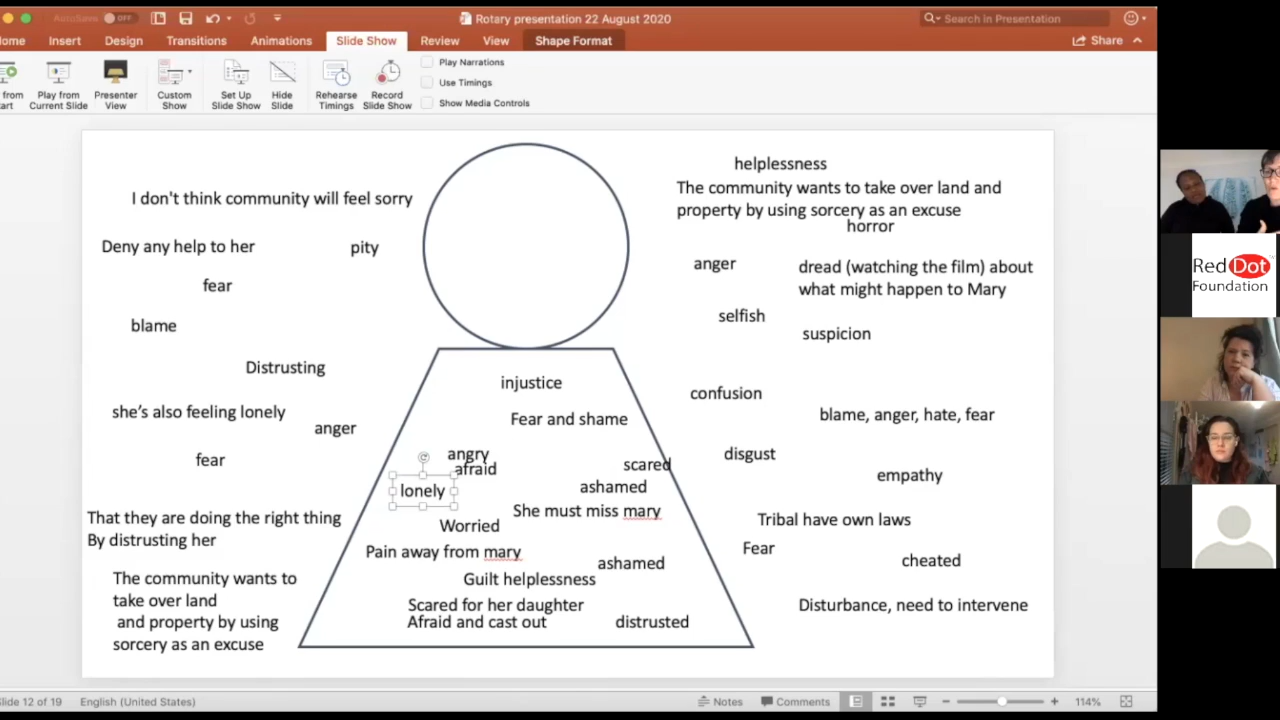 AutoSave OFF
Rotary presentation 22 August 2020
Search in Presentation
ome Insert Design Transitions Animations Slide Show Review View Shape Format
Share
from
art
Play from
Current Slide
Presenter
View
Custom
Show
Set Up
Slide Show
Hide
Slide
Rehearse
Timings
Record
Slide Show
Play Narrations
Use Timings
Show Media Controls
I don't think community will feel sorry
Deny any help to her
pity
fear
blame
Distrusting
she's also feeling lonely
anger
fear
That they are doing the right thing
By distrusting her
The community wants to
take over land
and property by using
sorcery as an excuse
injustice
Fear and shame
angry
afraid
scared
lonely
ashamed
She must miss mary
Worried
Pain away from mary
ashamed
Guilt helplessness
Scared for her daughter
Afraid and cast out
distrusted
helplessness
The community wants to take over land and
property by using sorcery as an excuse
horror
anger
dread (watching the film) about
what might happen to Mary
selfish
suspicion
confusion
blame, anger, hate, fear
disgust
empathy
Tribal have own laws
Fear
cheated
Disturbance, need to intervene
Red Dot
Foundation
lide 12 of 19
English (United States)
Notes
Comments
114%